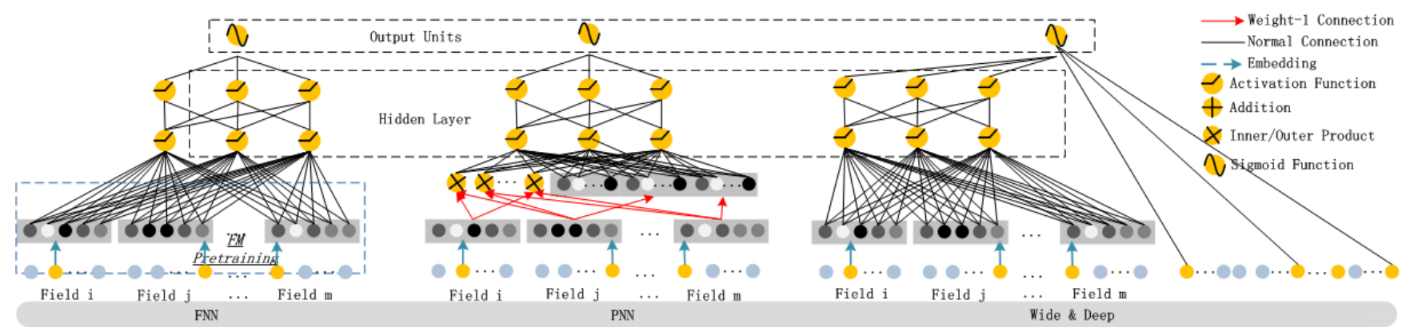 Output Units
Hidden Layer
Weight-1 Connection
Normal Connection
Embedding
Activation Function
Addition
Inner/Outer Product
Sigmoid Function
FM
Pretraining
Field i
Field j
...
Field m
Field i
Field j
...
Field m
Field i
Field j
...
Field m
FNN
PNN
Wide & Deep